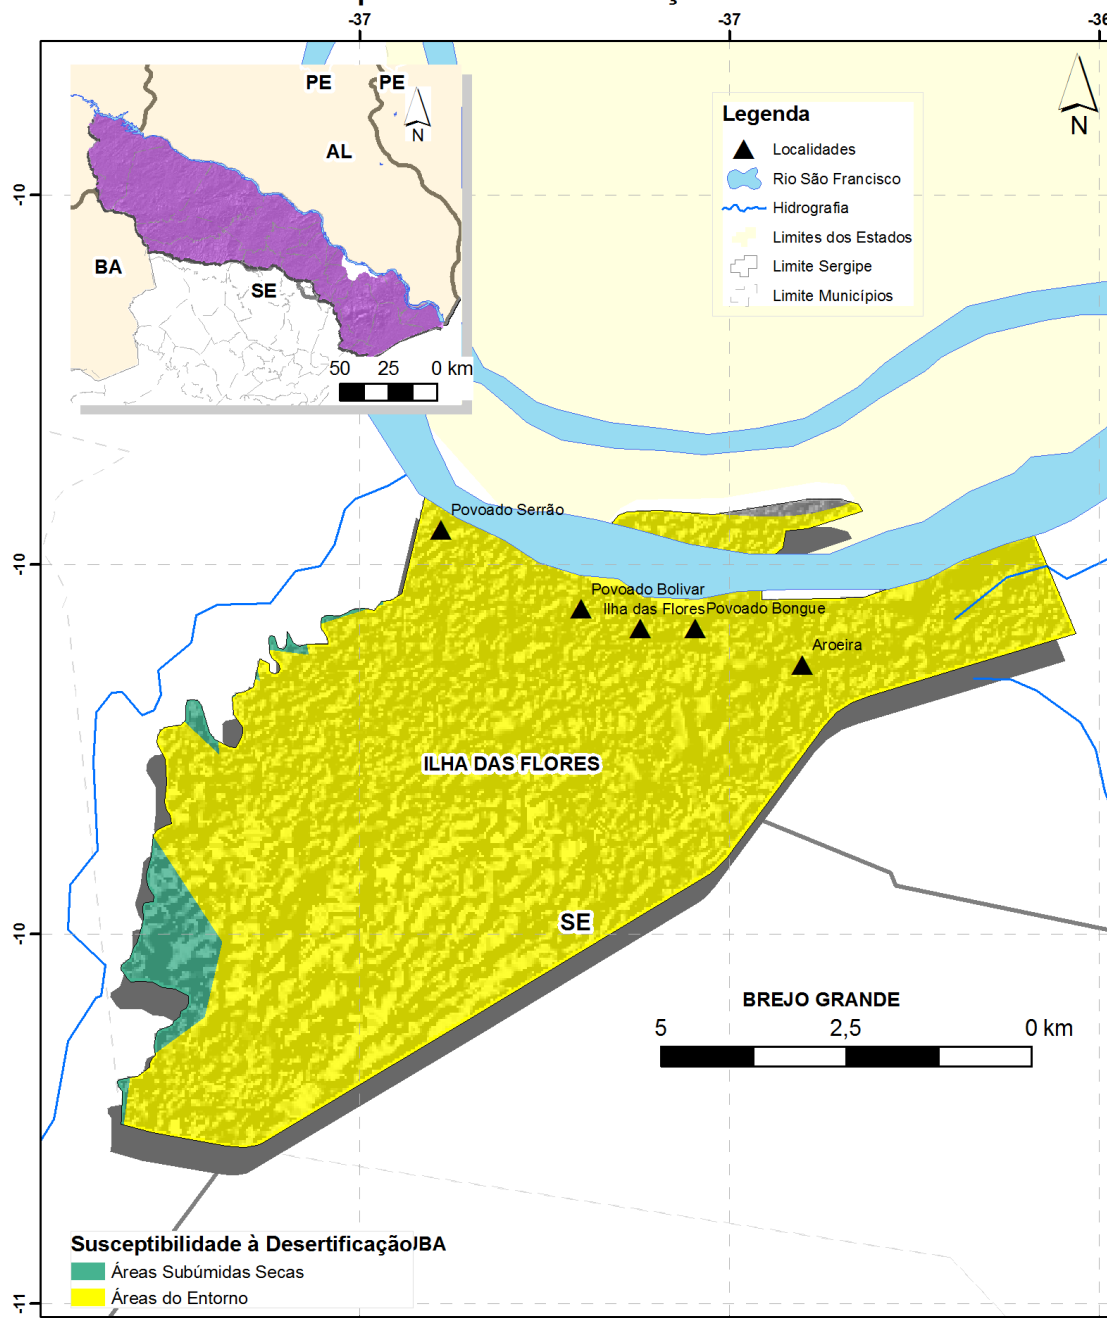 -37
-37
-36
PE
PE
N
AL
BA
SE
50 25 0 km
Legenda
Localidades
Rio São Francisco
Hidrografia
Limites dos Estados
Limite Sergipe
Limite Municípios
N
-10
-10
-10
-11
Povoado Serrão
Povoado Bolivar
Ilha das Flores
Povoado Bongue
Aroeira
ILHA DAS FLORES
SE
BREJO GRANDE
5 2,5 0 km
Susceptibilidade à Desertificação
Áreas Subúmidas Secas
Áreas do Entorno